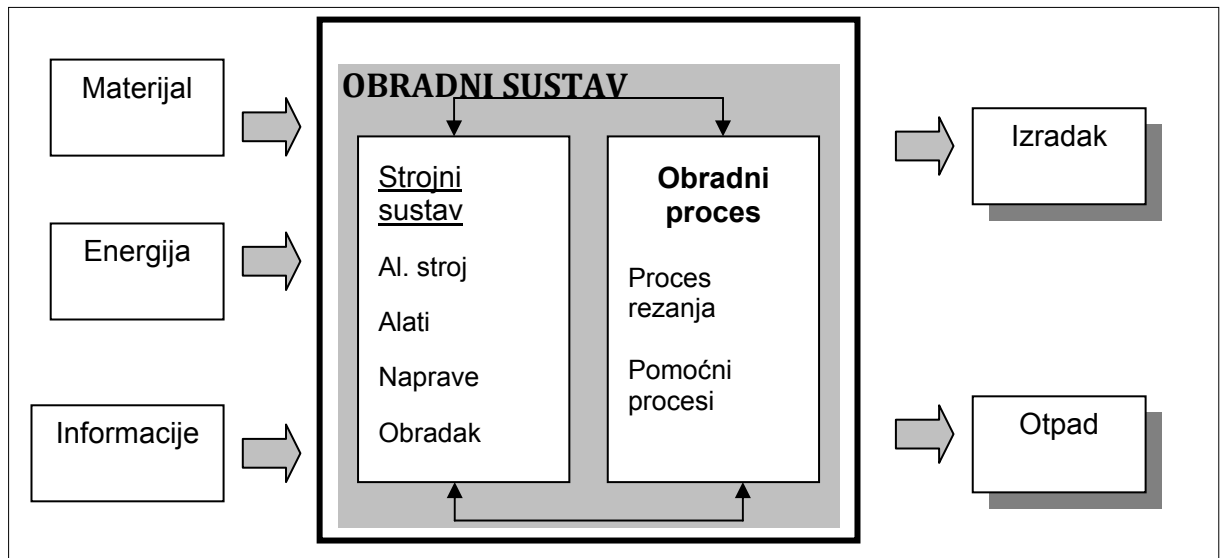 Materijal
Energija
Informacije
OBRADNI SUSTAV
Strojni
sustav
Al. stroj
Alati
Naprave
Obradak
Obradni
proces
Proces
rezanja
Pomoćni
procesi
Izradak
Otpad